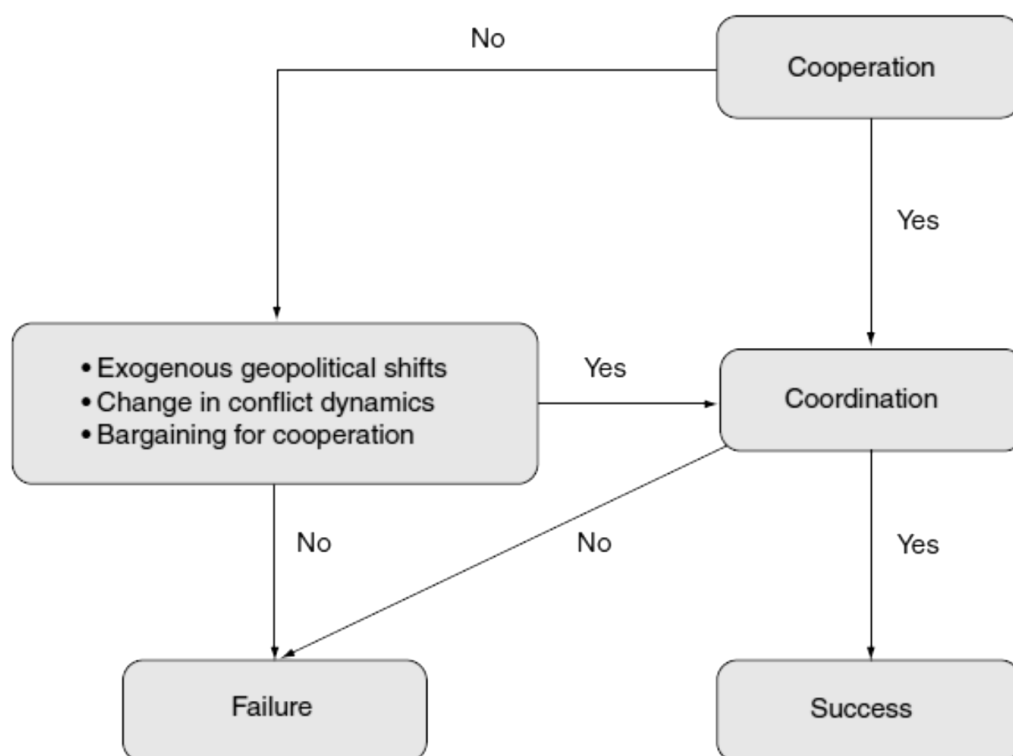 No
Cooperation
Yes
• Exogenous geopolitical shifts
• Change in conflict dynamics
• Bargaining for cooperation
Yes
Coordination
No
No
Yes
Failure
Success